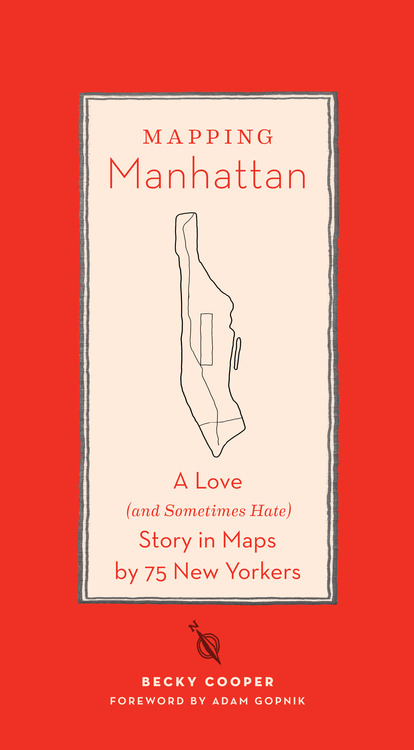 MAPPING
Manhattan
A Love
(and Sometimes Hate)
Story in Maps
by 75 New Yorkers
N
BECKY COOPER
FOREWORD BY ADAM GOPNIK